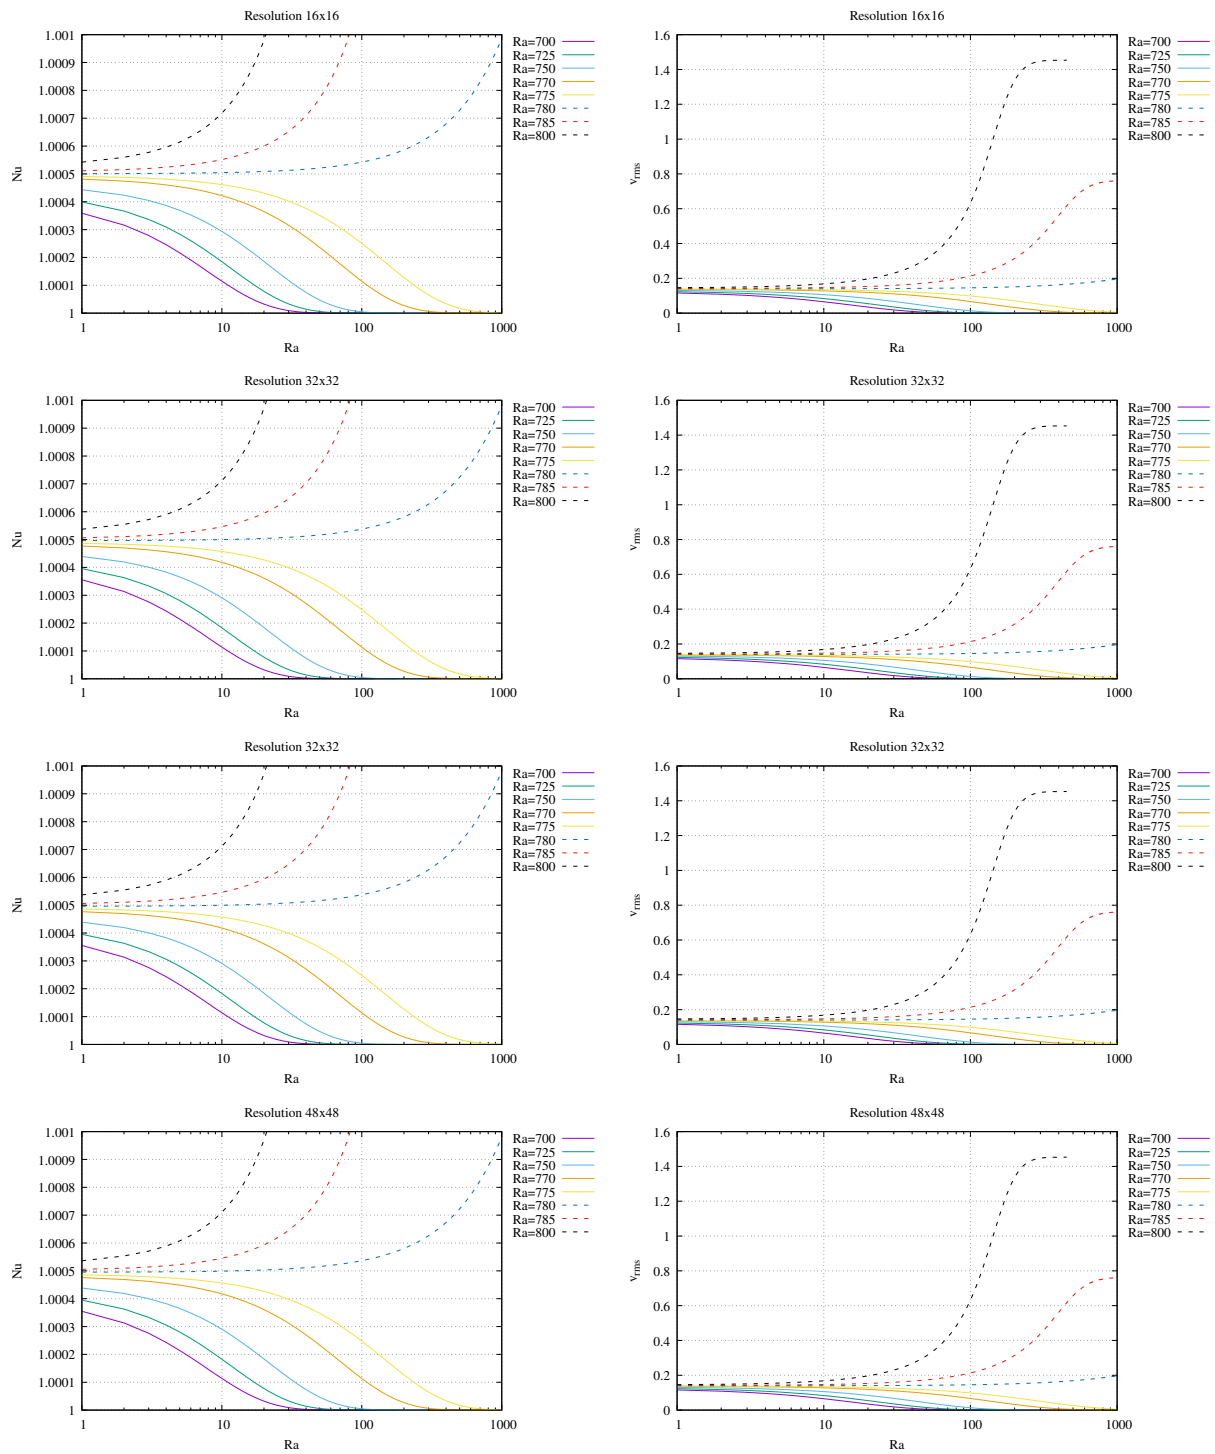 Resolution 16x16
1.001
1.0009
1.0008
1.0007
1.0006
1.0005
1.0004
1.0003
1.0002
1.0001
1
Nu
1 10 100 1000
Ra
Ra=700
Ra=725
Ra=750
Ra=770
Ra=775
Ra=780
Ra=785
Ra=800
Resolution 16x16
1.6
1.4
1.2
1
0.8
0.6
0.4
0.2
0
vrms
1 10 100 1000
Ra
Ra=700
Ra=725
Ra=750
Ra=770
Ra=775
Ra=780
Ra=785
Ra=800
Resolution 32x32
1.001
1.0009
1.0008
1.0007
1.0006
1.0005
1.0004
1.0003
1.0002
1.0001
1
Nu
1 10 100 1000
Ra
Ra=700
Ra=725
Ra=750
Ra=770
Ra=775
Ra=780
Ra=785
Ra=800
Resolution 32x32
1.6
1.4
1.2
1
0.8
0.6
0.4
0.2
0
vrms
1 10 100 1000
Ra
Ra=700
Ra=725
Ra=750
Ra=770
Ra=775
Ra=780
Ra=785
Ra=800
Resolution 32x32
1.001
1.0009
1.0008
1.0007
1.0006
1.0005
1.0004
1.0003
1.0002
1.0001
1
Nu
1 10 100 1000
Ra
Ra=700
Ra=725
Ra=750
Ra=770
Ra=775
Ra=780
Ra=785
Ra=800
Resolution 32x32
1.6
1.4
1.2
1
0.8
0.6
0.4
0.2
0
vrms
1 10 100 1000
Ra
Ra=700
Ra=725
Ra=750
Ra=770
Ra=775
Ra=780
Ra=785
Ra=800
Resolution 48x48
1.001
1.0009
1.0008
1.0007
1.0006
1.0005
1.0004
1.0003
1.0002
1.0001
1
Nu
1 10 100 1000
Ra
Ra=700
Ra=725
Ra=750
Ra=770
Ra=775
Ra=780
Ra=785
Ra=800
Resolution 48x48
1.6
1.4
1.2
1
0.8
0.6
0.4
0.2
0
vrms
1 10 100 1000
Ra
Ra=700
Ra=725
Ra=750
Ra=770
Ra=775
Ra=780
Ra=785
Ra=800